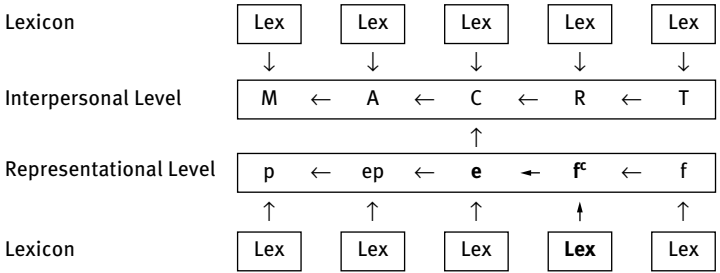 Lexicon Lex Lex Lex Lex Lex
↓ ↓ ↓ ↓ ↓
Interpersonal Level M ← A ← C ← R ← T
↑
Representational Level p ← ep ← e ← fᶜ ← f
↑ ↑ ↑ ↑ ↑
Lexicon Lex Lex Lex Lex Lex